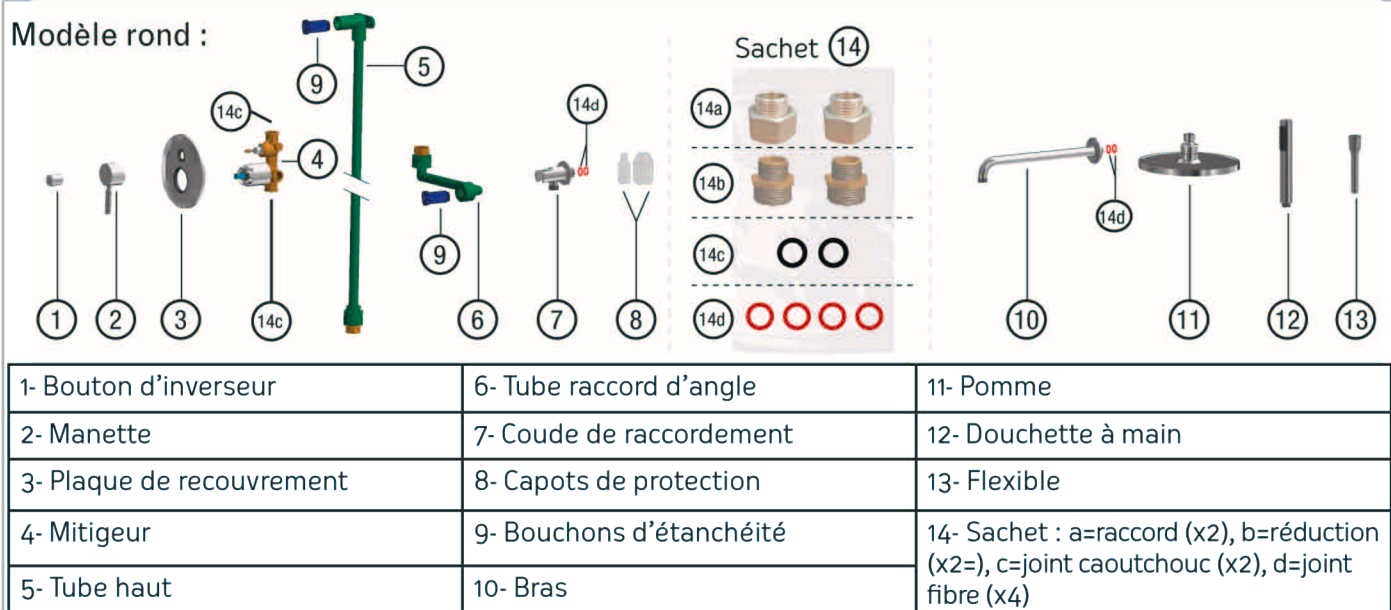 Modèle rond :
Sachet 14
9
5
14c
14d
14a
4
14b
9
14c
14d
1
2
3
14c
6
7
8
14d
10
11
12
13
1- Bouton d'inverseur
6- Tube raccord d'angle
11- Pomme
2- Manette
7- Coude de raccordement
12- Douchette à main
3- Plaque de recouvrement
8- Capots de protection
13- Flexible
4- Mitigeur
9- Bouchons d'étanchéité
14- Sachet : a=raccord (x2), b=réduction
(x2=), c=joint caoutchouc (x2), d=joint
fibre (x4)
5- Tube haut
10- Bras